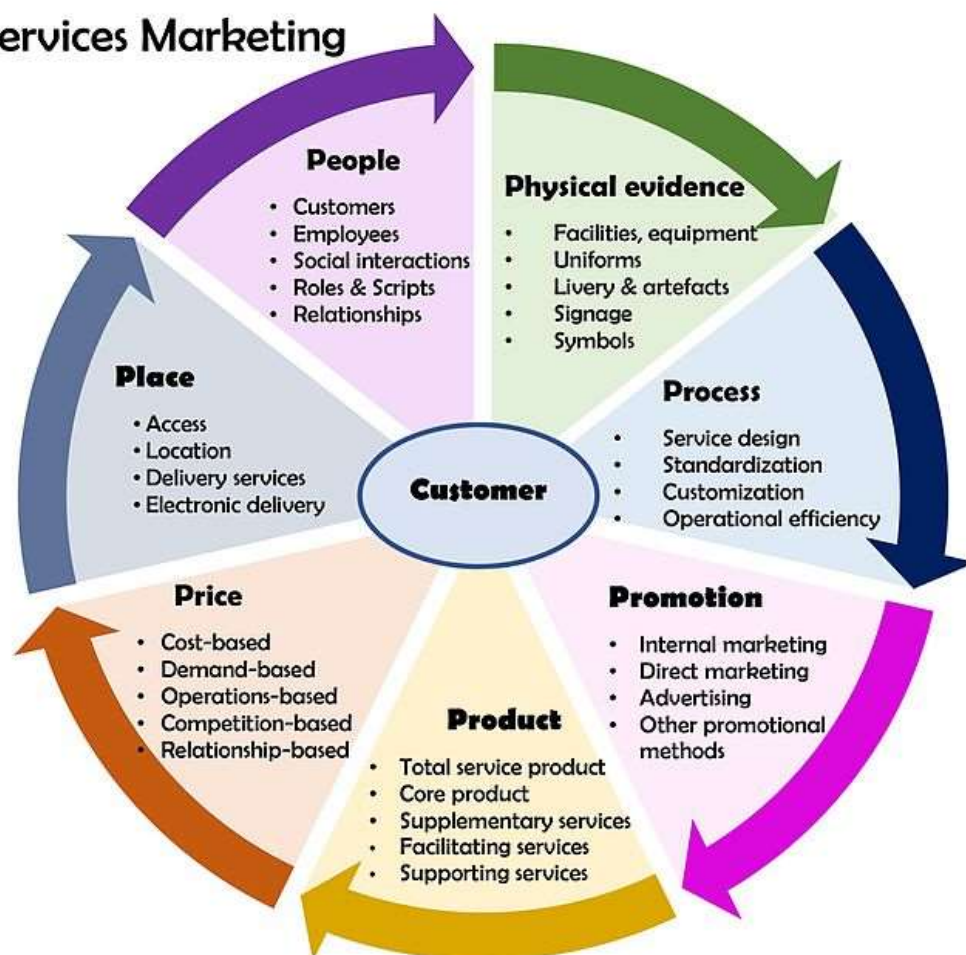 ervices Marketing
People
• Customers
• Employees
• Social interactions
• Roles & Scripts
• Relationships
Physical evidence
• Facilities, equipment
• Uniforms
• Livery & artefacts
• Signage
• Symbols
Process
• Service design
• Standardization
• Customization
• Operational efficiency
Promotion
• Internal marketing
• Direct marketing
• Advertising
• Other promotional
methods
Product
• Total service product
• Core product
• Supplementary services
• Facilitating services
• Supporting services
Price
• Cost-based
• Demand-based
• Operations-based
• Competition-based
• Relationship-based
Place
• Access
• Location
• Delivery services
• Electronic delivery
Customer